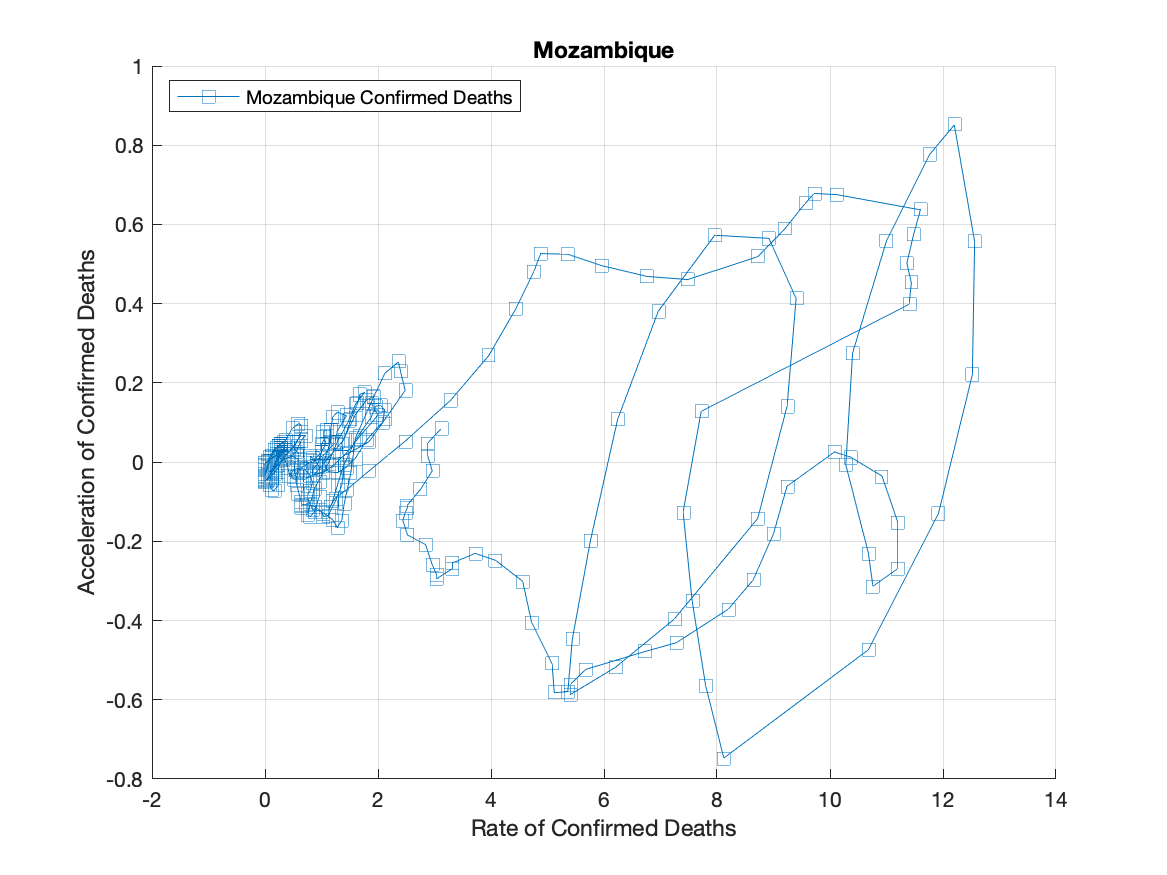 Mozambique
Mozambique Confirmed Deaths
1
0.8
0.6
0.4
0.2
0
-0.2
-0.4
-0.6
-0.8
Acceleration of Confirmed Deaths
-2 0 2 4 6 8 10 12 14
Rate of Confirmed Deaths